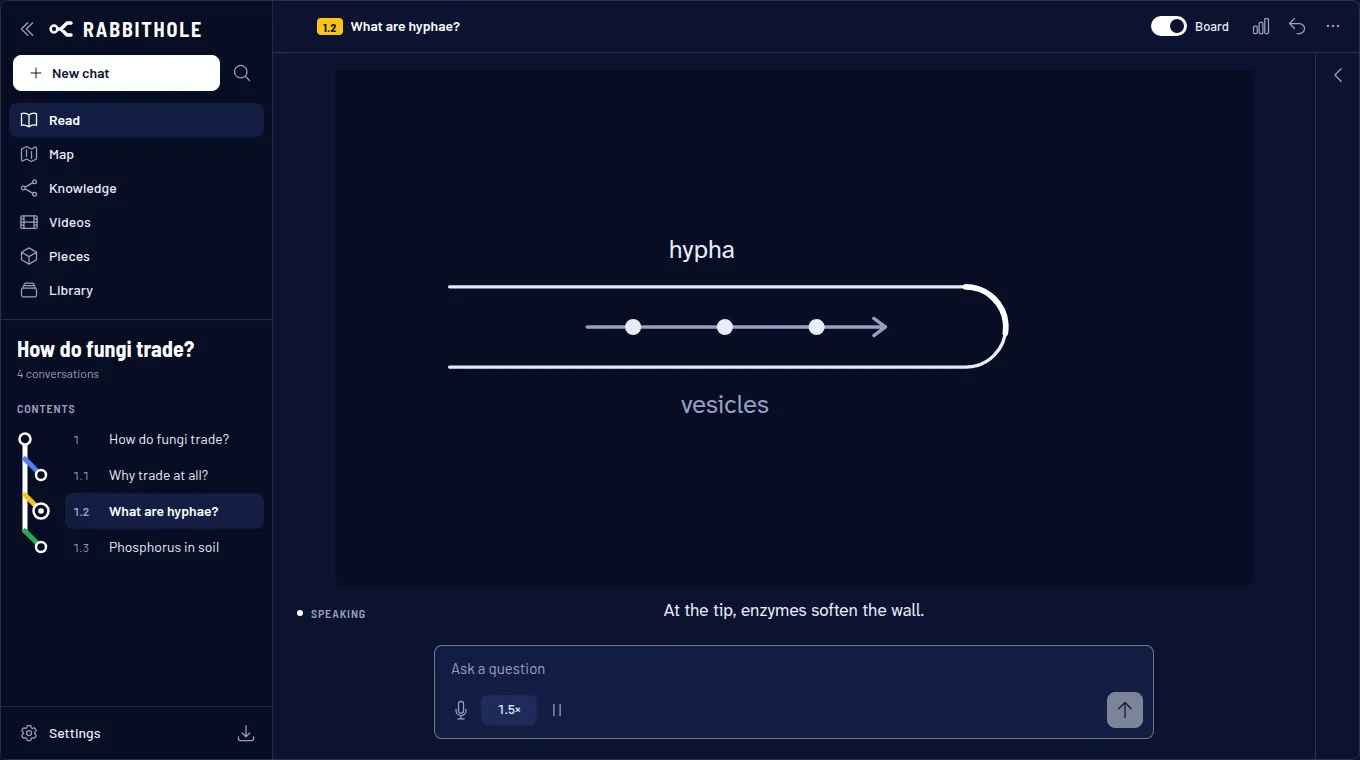 RABBITHOLE
New chat
Read
Map
Knowledge
Videos
Pieces
Library
How do fungi trade?
4 conversations
CONTENTS
1 How do fungi trade?
1.1 Why trade at all?
1.2 What are hyphae?
1.3 Phosphorus in soil
Settings
1.2 What are hyphae?
Board
hypha
vesicles
SPEAKING
At the tip, enzymes soften the wall.
Ask a question
1.5×